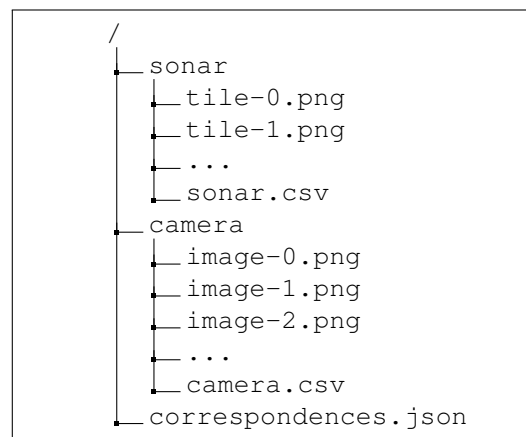 /
sonar
tile-0.png
tile-1.png
...
sonar.csv
camera
image-0.png
image-1.png
image-2.png
...
camera.csv
correspondences.json